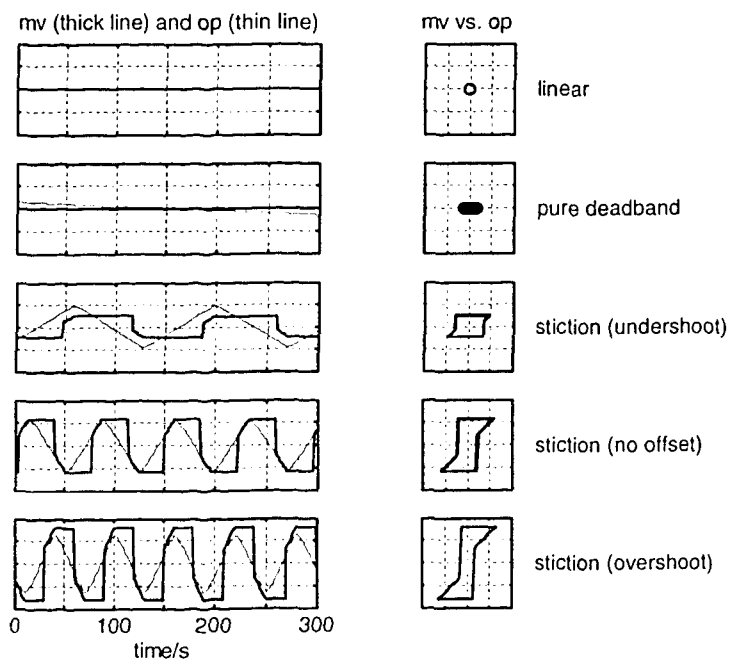 mv (thick line) and op (thin line)
mv vs. op
linear
pure deadband
stiction (undershoot)
stiction (no offset)
stiction (overshoot)
0 100 200 300
time/s